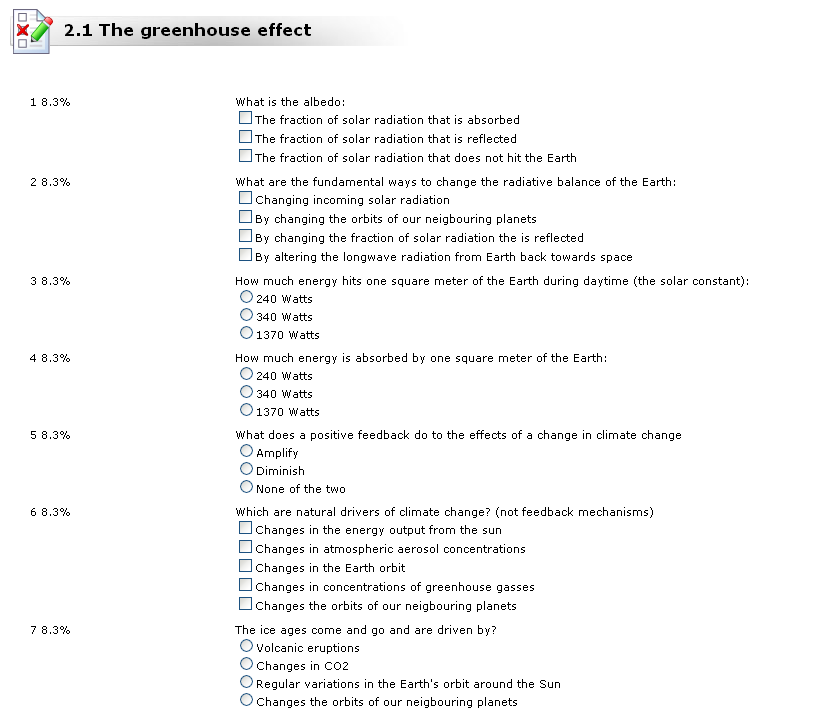 2.1 The greenhouse effect
1 8.3% What is the albedo:
The fraction of solar radiation that is absorbed
The fraction of solar radiation that is reflected
The fraction of solar radiation that does not hit the Earth
2 8.3% What are the fundamental ways to change the radiative balance of the Earth:
Changing incoming solar radiation
By changing the orbits of our neigbouring planets
By changing the fraction of solar radiation the is reflected
By altering the longwave radiation from Earth back towards space
3 8.3% How much energy hits one square meter of the Earth during daytime (the solar constant):
240 Watts
340 Watts
1370 Watts
4 8.3% How much energy is absorbed by one square meter of the Earth:
240 Watts
340 Watts
1370 Watts
5 8.3% What does a positive feedback do to the effects of a change in climate change
Amplify
Diminish
None of the two
6 8.3% Which are natural drivers of climate change? (not feedback mechanisms)
Changes in the energy output from the sun
Changes in atmospheric aerosol concentrations
Changes in the Earth orbit
Changes in concentrations of greenhouse gasses
Changes the orbits of our neigbouring planets
7 8.3% The ice ages come and go and are driven by?
Volcanic eruptions
Changes in CO2
Regular variations in the Earth's orbit around the Sun
Changes the orbits of our neigbouring planets